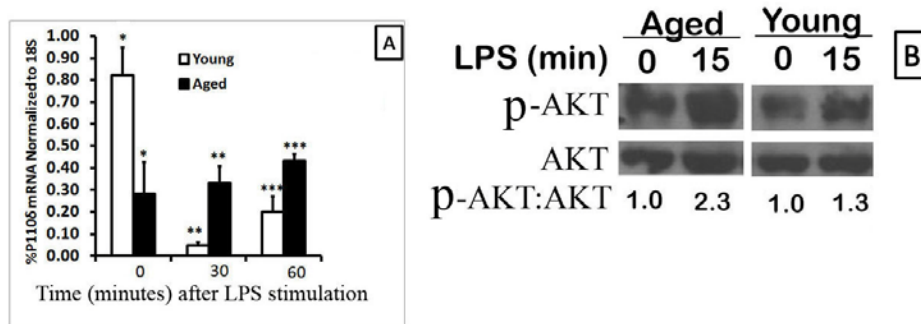 A
%P110δ mRNA Normalized to 18S
1.00
0.90
0.80
0.70
0.60
0.50
0.40
0.30
0.20
0.10
0.00
Young
Aged
* * ** ** *** ***
0 30 60
Time (minutes) after LPS stimulation
B
Aged Young
LPS (min) 0 15 0 15
p-AKT
AKT
p-AKT:AKT 1.0 2.3 1.0 1.3